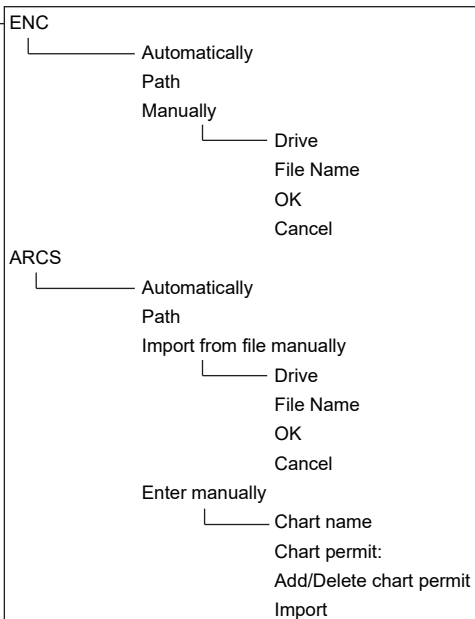 ENC
Automatically
Path
Manually
Drive
File Name
OK
Cancel
ARCS
Automatically
Path
Import from file manually
Drive
File Name
OK
Cancel
Enter manually
Chart name
Chart permit:
Add/Delete chart permit
Import